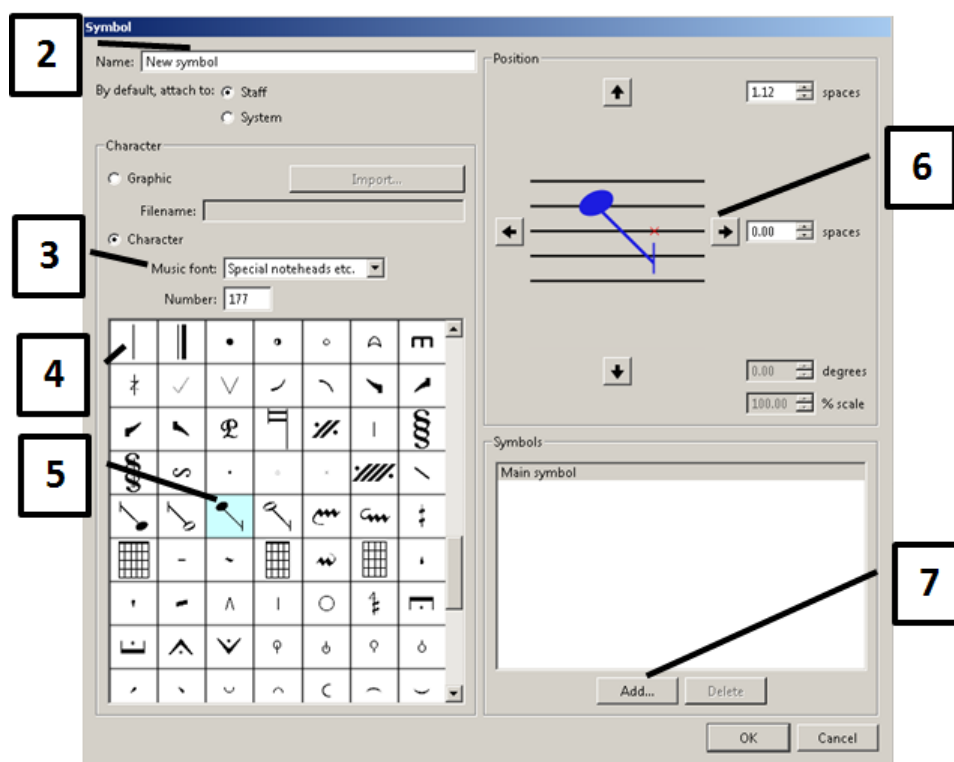 Symbol
2
Name: New symbol
By default, attach to: Staff
System
Character
Graphic
Import...
Filename:
Character
3
Music font: Special noteheads etc.
Number: 177
4
5
Position
1.12 spaces
6
0.00 spaces
0.00 degrees
100.00 % scale
Symbols
Main symbol
7
Add...
Delete
OK
Cancel